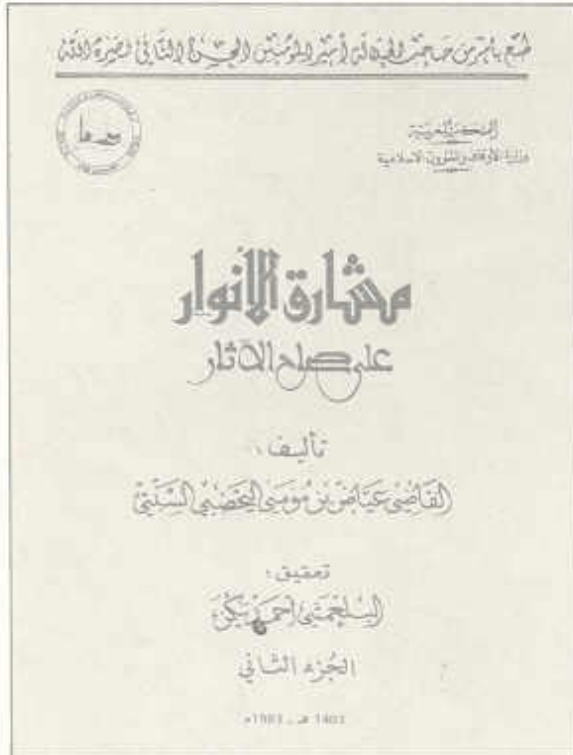 طبع بأمر من صاحب الجلالة أمير المؤمنين الحسن الثاني نصره الله
المملكة المغربية
وزارة الأوقاف والشؤون الإسلامية
مشارق الأنوار
على صحاح الآثار
تأليف :
القاضي عياض بن موسى اليحصبي السبتي
تحقيق :
البلعمشي أحمد يكن
الجزء الثاني
1403 هـ ـ 1983م